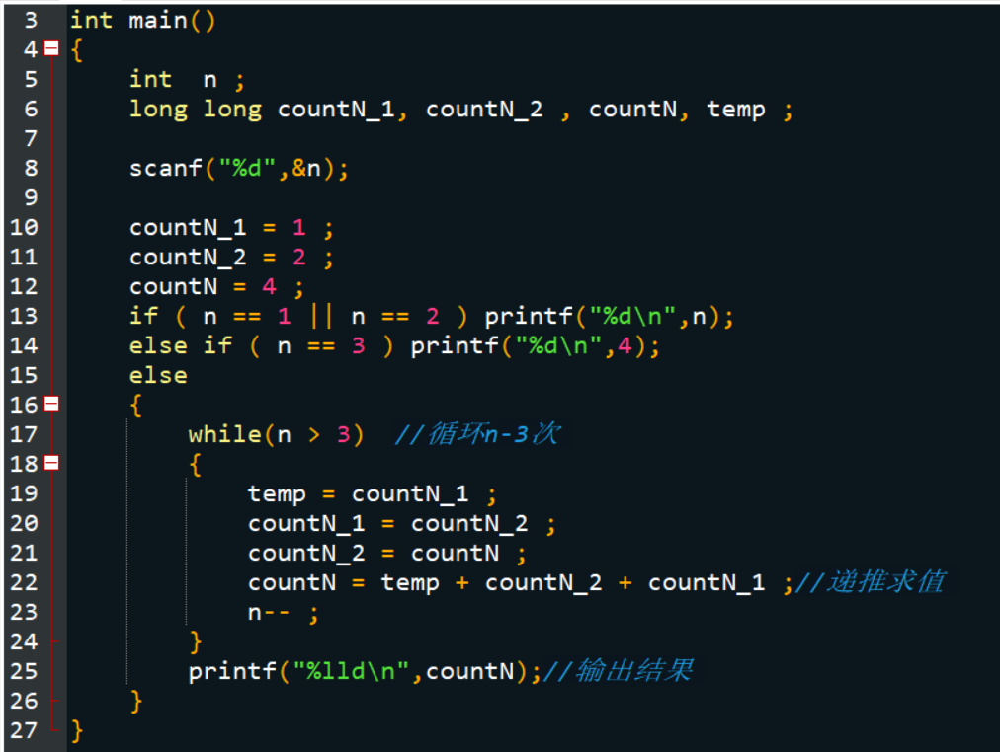 3 int main()
4 {
5 int n ;
6 long long countN_1, countN_2 , countN, temp ;
7
8 scanf("%d",&n);
9
10 countN_1 = 1 ;
11 countN_2 = 2 ;
12 countN = 4 ;
13 if ( n == 1 || n == 2 ) printf("%d\n",n);
14 else if ( n == 3 ) printf("%d\n",4);
15 else
16 {
17 while(n > 3) //循环n-3次
18 {
19 temp = countN_1 ;
20 countN_1 = countN_2 ;
21 countN_2 = countN ;
22 countN = temp + countN_2 + countN_1 ;//递推求值
23 n-- ;
24 }
25 printf("%lld\n",countN);//输出结果
26 }
27 }